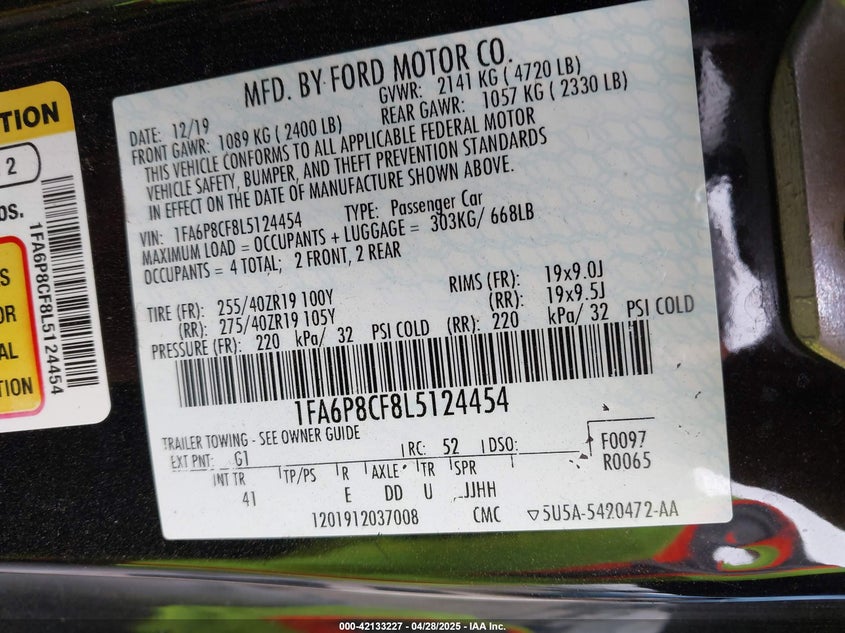 TION
2
OS.
1FA6P8CF8L5124454
S
OR
AL
TION
MFD. BY FORD MOTOR CO.
DATE: 12/19 GVWR: 2141 KG ( 4720 LB)
FRONT GAWR: 1089 KG ( 2400 LB) REAR GAWR: 1057 KG ( 2330 LB)
THIS VEHICLE CONFORMS TO ALL APPLICABLE FEDERAL MOTOR
VEHICLE SAFETY, BUMPER, AND THEFT PREVENTION STANDARDS
IN EFFECT ON THE DATE OF MANUFACTURE SHOWN ABOVE.
VIN: 1FA6P8CF8L5124454 TYPE: Passenger Car
MAXIMUM LOAD = OCCUPANTS + LUGGAGE = 303KG/ 668LB
OCCUPANTS = 4 TOTAL; 2 FRONT, 2 REAR
TIRE (FR): 255/40ZR19 100Y RIMS (FR): 19x9.0J
(RR): 275/40ZR19 105Y (RR): 19x9.5J
PRESSURE (FR): 220 kPa/ 32 PSI COLD (RR): 220 kPa/ 32 PSI COLD
1FA6P8CF8L5124454
TRAILER TOWING - SEE OWNER GUIDE
EXT PNT: G1 RC: 52 DSO: F0097
INT TR TP/PS R AXLE TR SPR R0065
41 E DD U JJHH
1201912037008 CMC ▽5U5A-5420472-AA
000-42133227 - 04/28/2025 - IAA Inc.